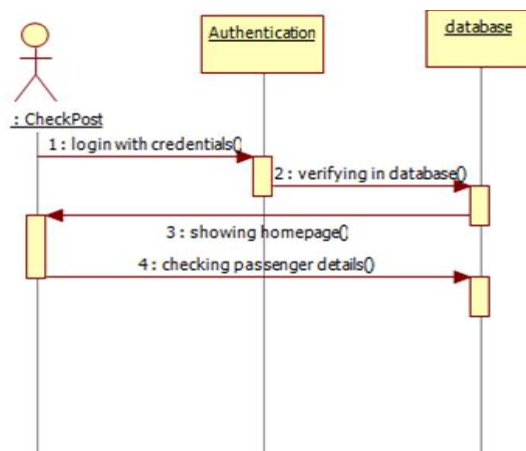 Authentication
database
: CheckPost
1 : login with credentials()
2 : verifying in database()
3 : showing homepage()
4 : checking passenger details()